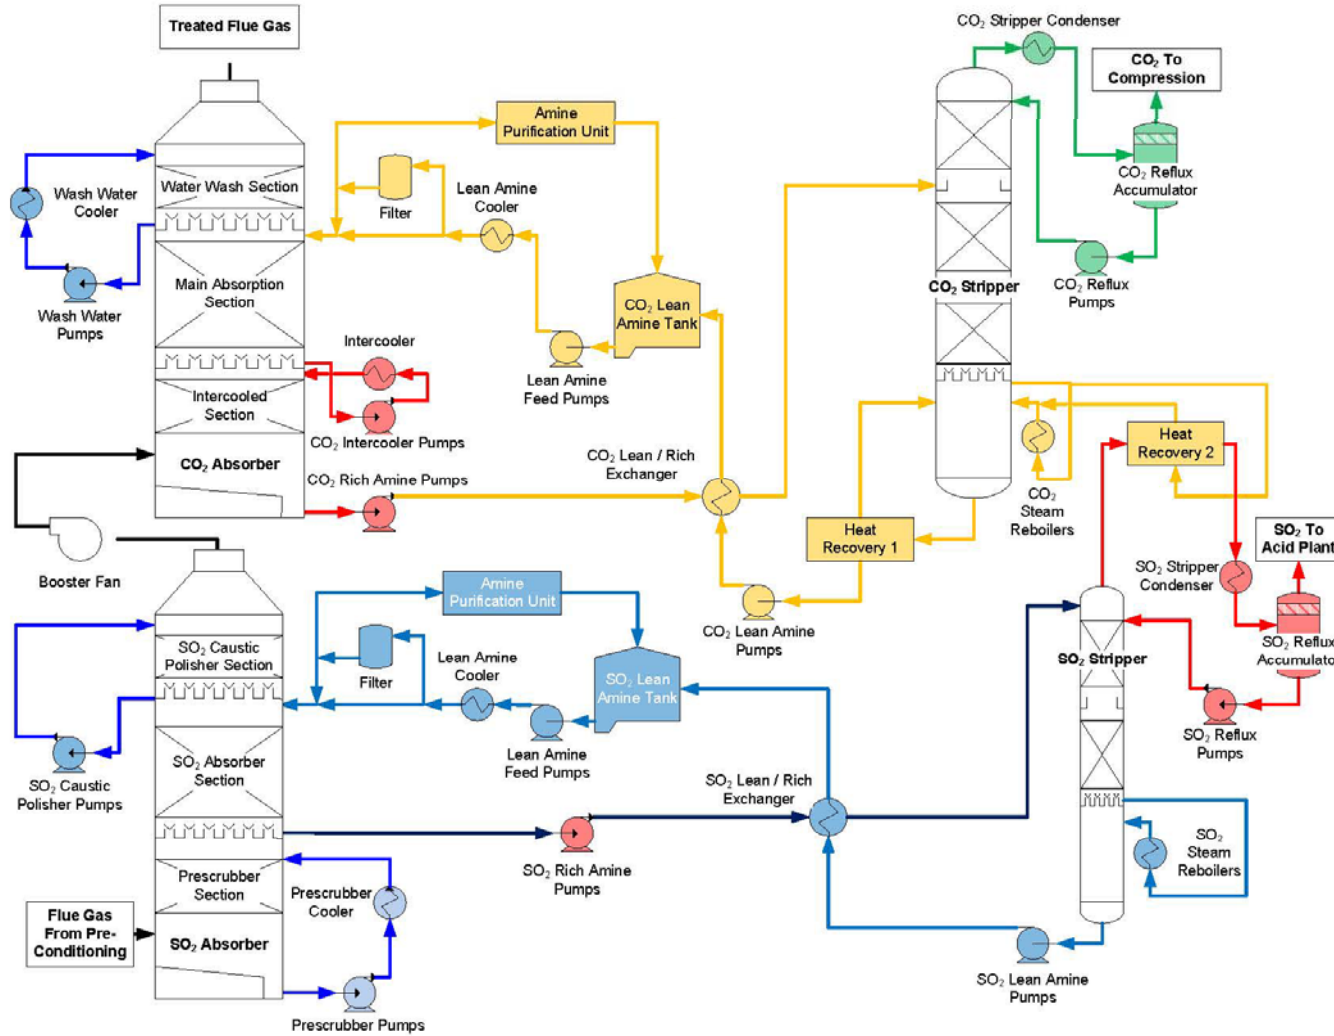 Treated Flue Gas
CO₂ Stripper Condenser
CO₂ To
Compression
Amine
Purification Unit
Water Wash Section
Wash Water
Cooler
Filter
Lean Amine
Cooler
CO₂ Reflux
Accumulator
Main Absorption
Section
Wash Water
Pumps
CO₂ Lean
Amine Tank
CO₂ Stripper
CO₂ Reflux
Pumps
Intercooler
Lean Amine
Feed Pumps
Intercooled
Section
CO₂ Intercooler Pumps
CO₂ Absorber
CO₂ Rich Amine Pumps
CO₂ Lean / Rich
Exchanger
Heat
Recovery 2
CO₂
Steam
Reboilers
Heat
Recovery 1
SO₂ To
Acid Plant
Booster Fan
SO₂ Stripper
Condenser
Amine
Purification Unit
CO₂ Lean Amine
Pumps
SO₂ Caustic
Polisher Section
Filter
Lean Amine
Cooler
SO₂ Lean
Amine Tank
SO₂ Stripper
SO₂ Reflux
Accumulator
SO₂ Reflux
Pumps
SO₂ Absorber
Section
SO₂ Caustic
Polisher Pumps
Lean Amine
Feed Pumps
SO₂ Lean / Rich
Exchanger
SO₂ Rich Amine
Pumps
SO₂
Steam
Reboilers
Prescrubber
Section
Prescrubber
Cooler
Flue Gas
From Pre-
Conditioning
SO₂ Absorber
SO₂ Lean Amine
Pumps
Prescrubber Pumps